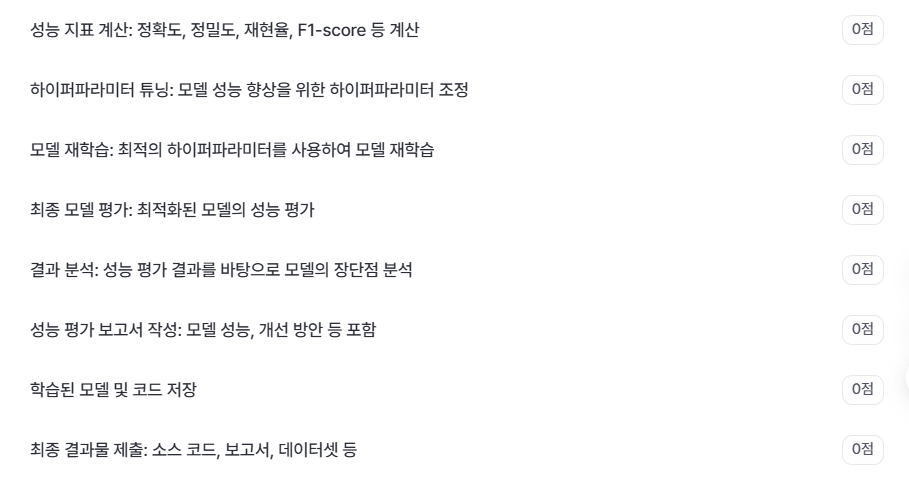 성능 지표 계산: 정확도, 정밀도, 재현율, F1-score 등 계산 0점
하이퍼파라미터 튜닝: 모델 성능 향상을 위한 하이퍼파라미터 조정 0점
모델 재학습: 최적의 하이퍼파라미터를 사용하여 모델 재학습 0점
최종 모델 평가: 최적화된 모델의 성능 평가 0점
결과 분석: 성능 평가 결과를 바탕으로 모델의 장단점 분석 0점
성능 평가 보고서 작성: 모델 성능, 개선 방안 등 포함 0점
학습된 모델 및 코드 저장 0점
최종 결과물 제출: 소스 코드, 보고서, 데이터셋 등 0점